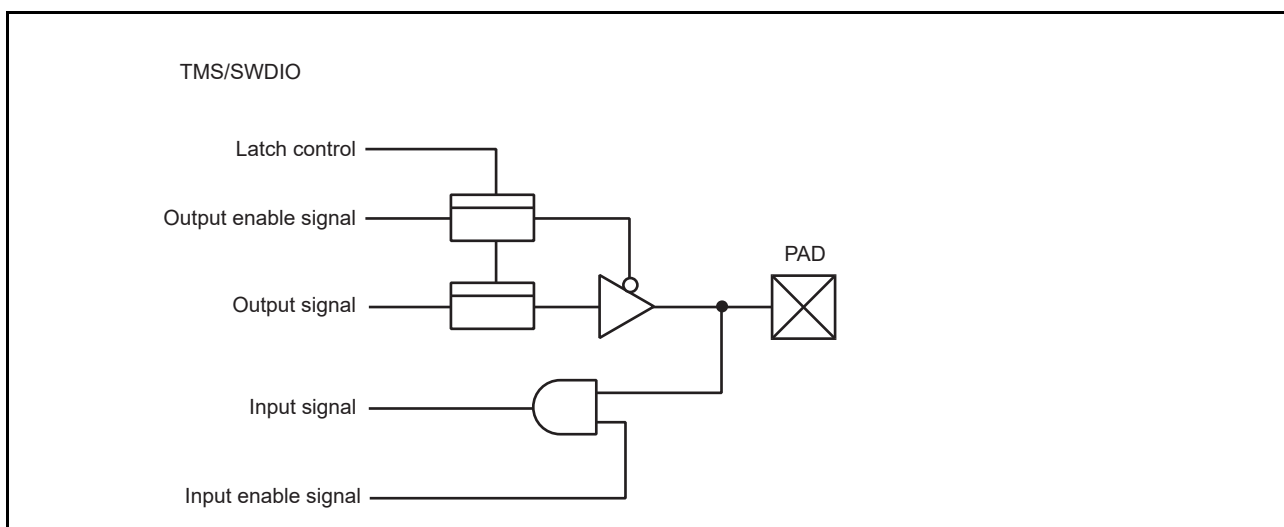 TMS/SWDIO
Latch control
Output enable signal
PAD
Output signal
Input signal
Input enable signal